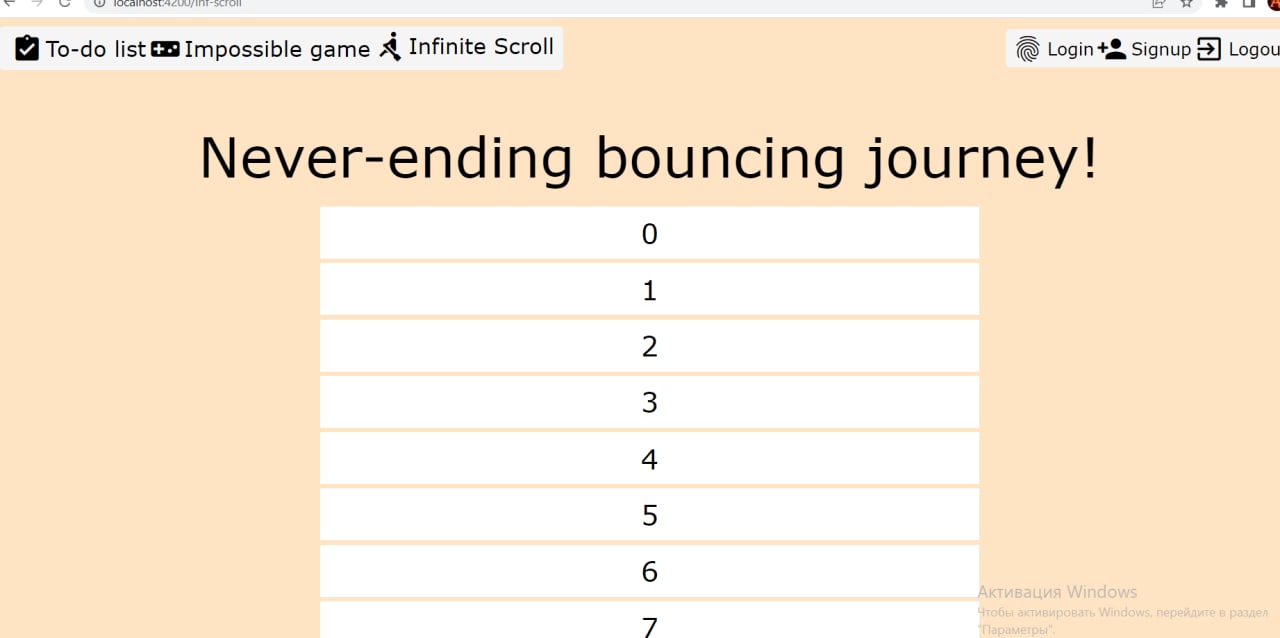 localhost:4200/inf-scroll
To-do list Impossible game Infinite Scroll Login Signup Logou
Never-ending bouncing journey!
0
1
2
3
4
5
6
7
Активация Windows
Чтобы активировать Windows, перейдите в раздел
"Параметры".